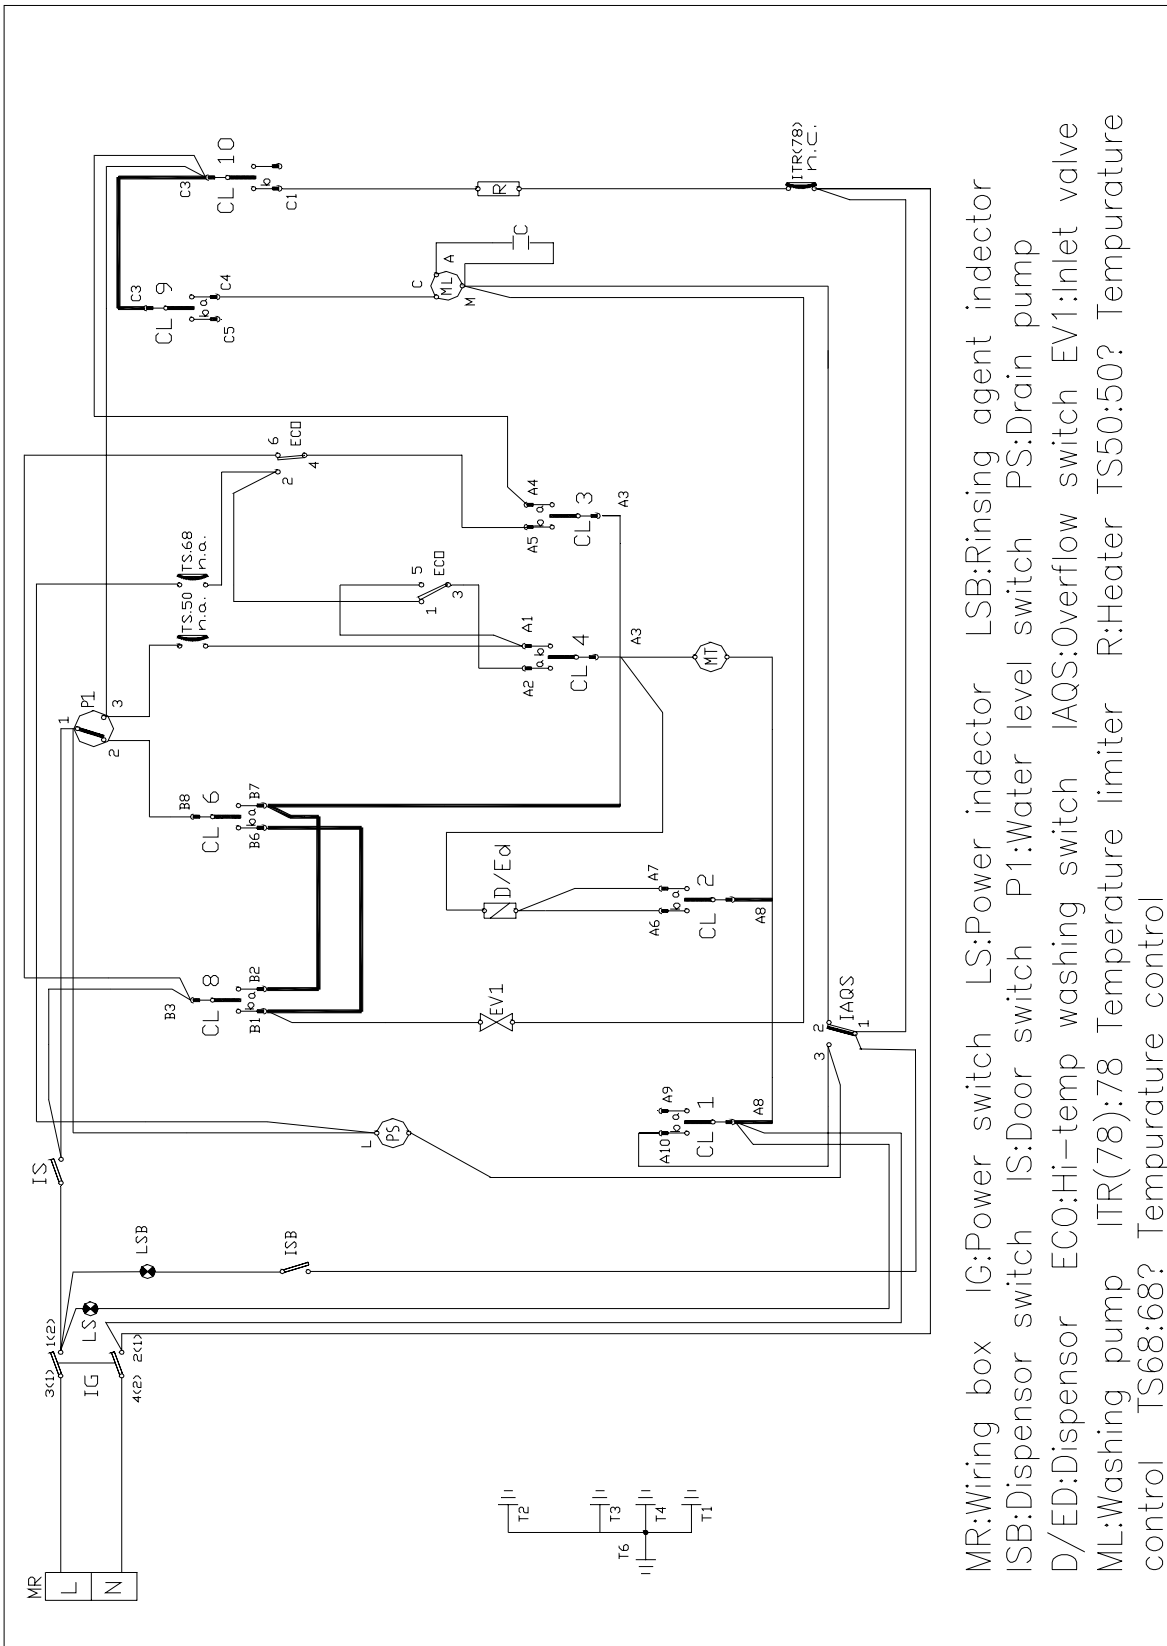 MR
L
N
3(1)
1(2)
IG
4(2)
2(1)
LS
LSB
ISB
IS
L
PS
1
P1
2
3
B3
CL 8
b a
B1
B2
B8
CL 6
b a
B6
B7
TS.50
n.a.
TS.68
n.a.
6
ECO
2
4
C3
CL 9
b a
C5
C4
C3
CL 10
b
C1
5
ECO
1
3
A1
A2
a b
CL 4
A3
A4
A5
b a
CL 3
A3
C
A
ML
M
C
R
ITR(78)
n.c.
EV1
D/Ed
A7
A6
b a
CL 2
A8
MT
A9
A10
b a
CL 1
A8
IAQS
2
3
1
T2
T3
T4
T6
T1
MR:Wiring box IG:Power switch LS:Power indector LSB:Rinsing agent indector
ISB:Dispensor switch IS:Door switch P1:Water level switch PS:Drain pump
D/ED:Dispensor ECO:Hi-temp washing switch IAQS:Overflow switch EV1:Inlet valve
ML:Washing pump ITR(78):78 Temperature limiter R:Heater TS50:50? Tempurature
control TS68:68? Tempurature control